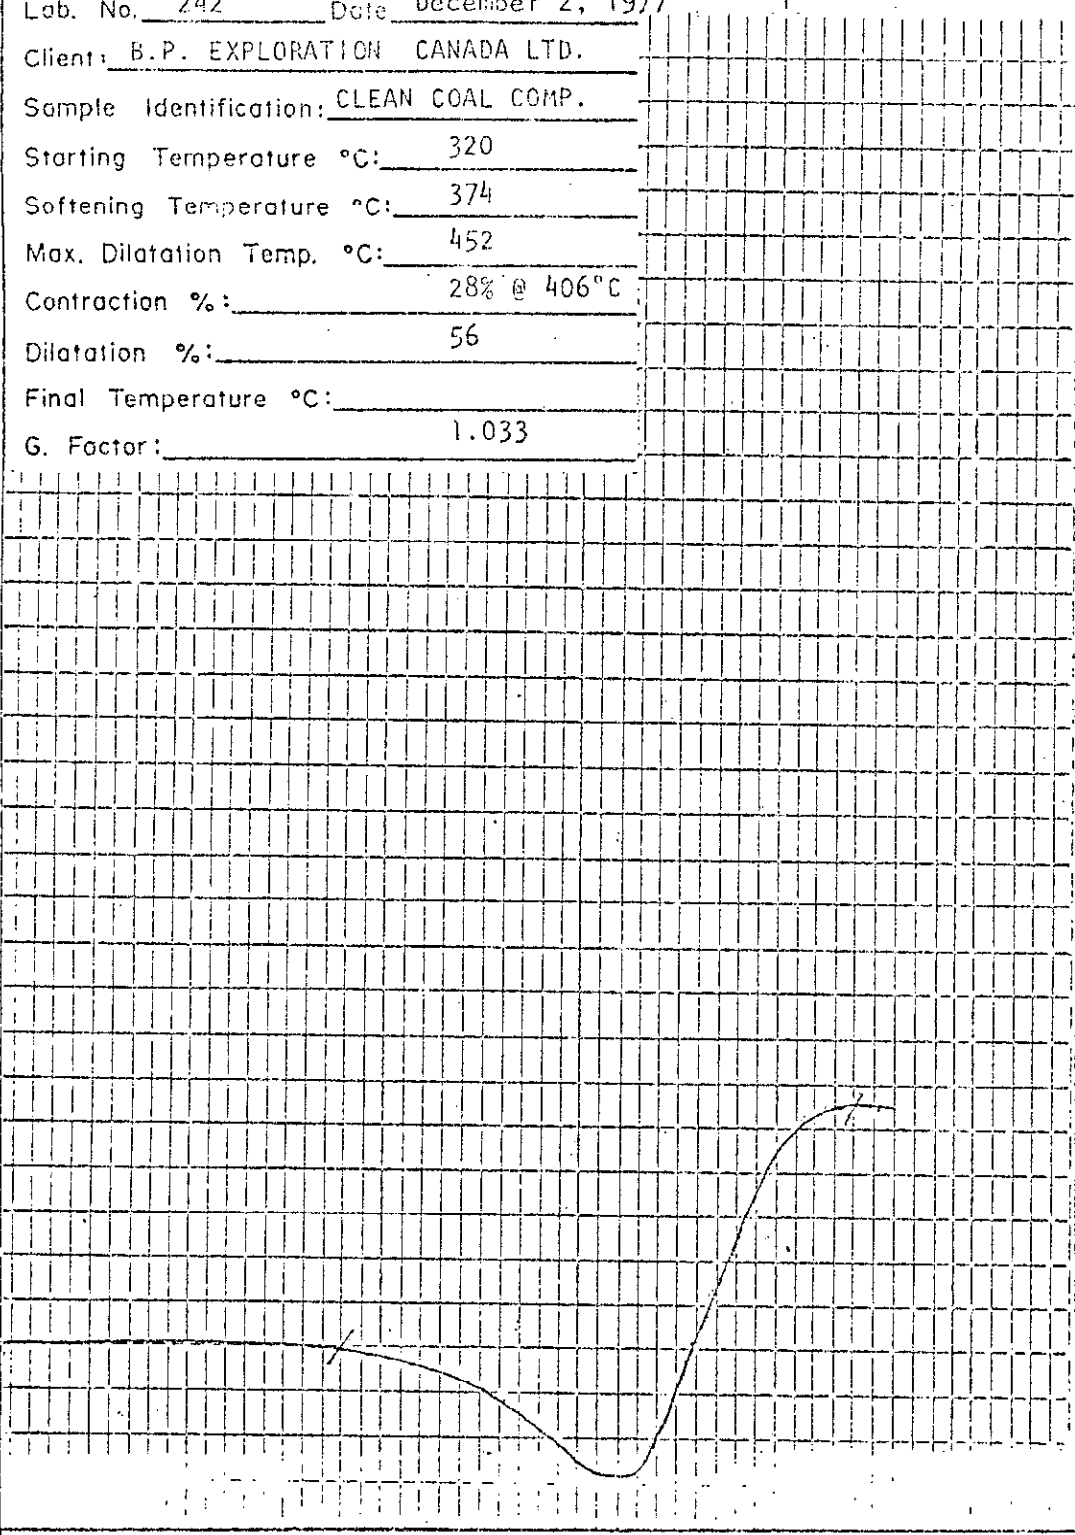 Lab. No. 242 Date December 2, 1977
Client: B.P. EXPLORATION CANADA LTD.
Sample Identification: CLEAN COAL COMP.
Starting Temperature °C: 320
Softening Temperature °C: 374
Max. Dilatation Temp. °C: 452
Contraction %: 28% @ 406°C
Dilatation %: 56
Final Temperature °C:
G. Factor: 1.033